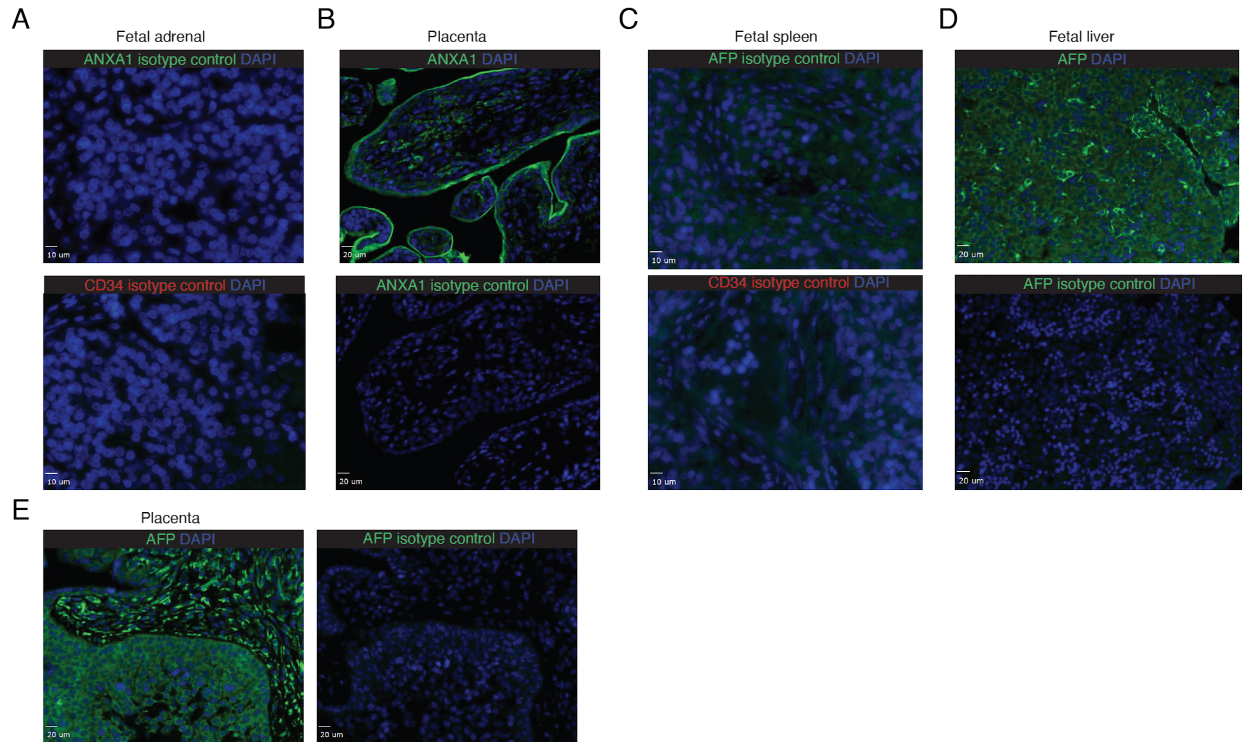 A
Fetal adrenal
ANXA1 isotype control DAPI
10 um
CD34 isotype control DAPI
10 um
B
Placenta
ANXA1 DAPI
20 um
ANXA1 isotype control DAPI
20 um
C
Fetal spleen
AFP isotype control DAPI
10 um
CD34 isotype control DAPI
10 um
D
Fetal liver
AFP DAPI
20 um
AFP isotype control DAPI
20 um
E
Placenta
AFP DAPI
20 um
AFP isotype control DAPI
20 um